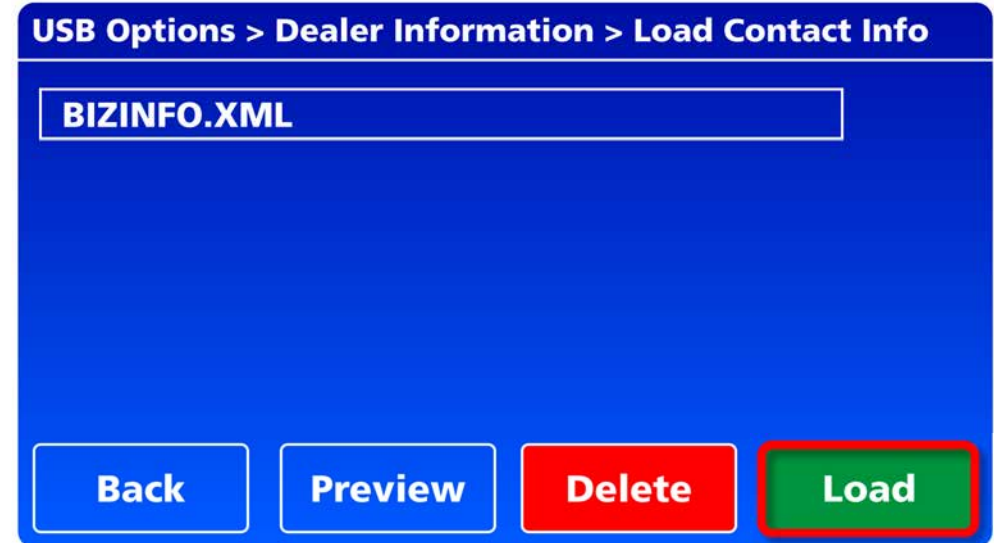 USB Options > Dealer Information > Load Contact Info
BIZINFO.XML
Back Preview Delete Load